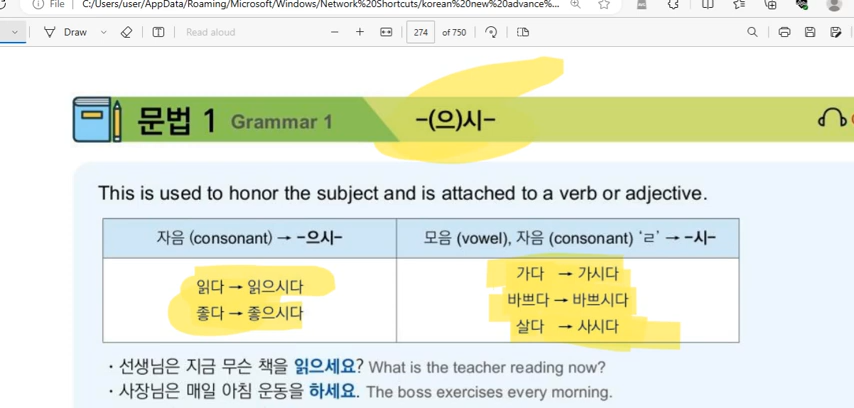 File C:/Users/user/AppData/Roaming/Microsoft/Windows/Network%20Shortcuts/korean%20new%20advance%...
Draw Read aloud 274 of 750
문법 1 Grammar 1 -(으)시-
This is used to honor the subject and is attached to a verb or adjective.
자음 (consonant) → -으시- 모음 (vowel), 자음 (consonant) ‘ㄹ’ → -시-
읽다 → 읽으시다
좋다 → 좋으시다
가다 → 가시다
바쁘다 → 바쁘시다
살다 → 사시다
· 선생님은 지금 무슨 책을 읽으세요? What is the teacher reading now?
· 사장님은 매일 아침 운동을 하세요. The boss exercises every morning.